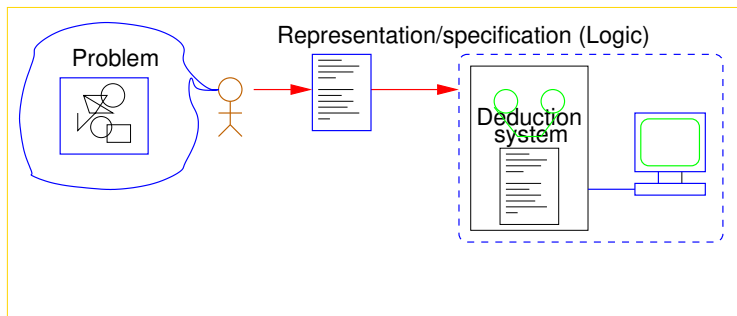 Representation/specification (Logic)
Problem
Deduction
system